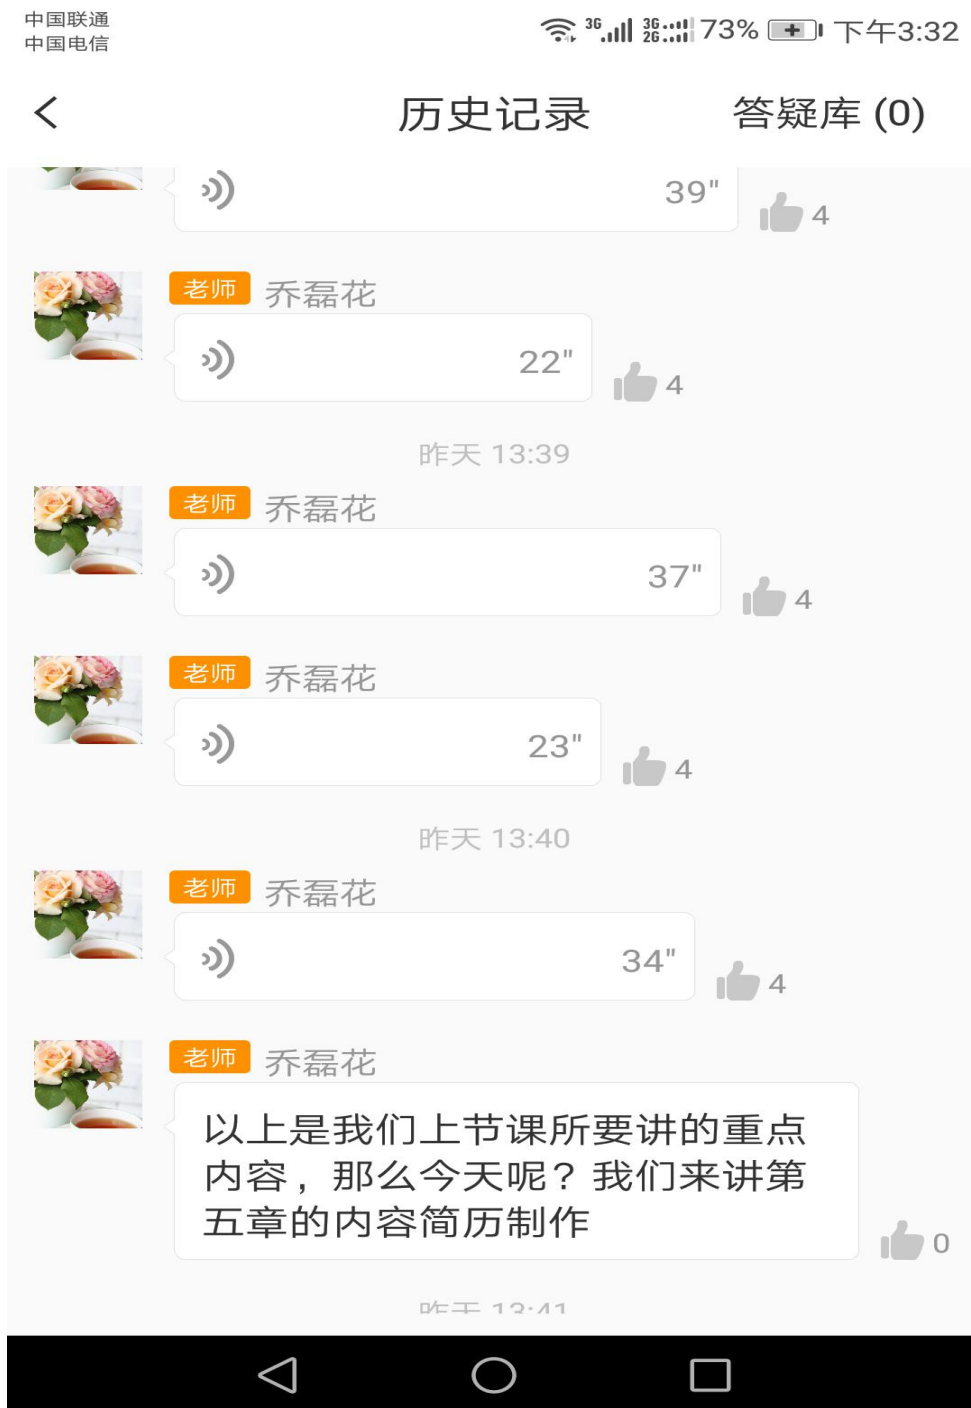 中国联通
中国电信
3G 3G 2G 73% 下午3:32
历史记录 答疑库 (0)
39"
4
老师 乔磊花
22"
4
昨天 13:39
老师 乔磊花
37"
4
老师 乔磊花
23"
4
昨天 13:40
老师 乔磊花
34"
4
老师 乔磊花
以上是我们上节课所要讲的重点
内容，那么今天呢？我们来讲第
五章的内容简历制作
0
昨天 13:41